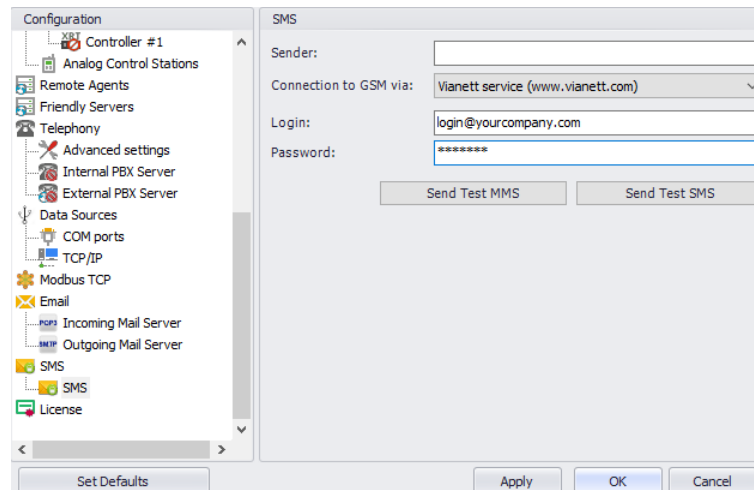 Configuration
XRT
Controller #1
Analog Control Stations
Remote Agents
Friendly Servers
Telephony
Advanced settings
Internal PBX Server
External PBX Server
Data Sources
COM ports
TCP/IP
Modbus TCP
Email
POP3 Incoming Mail Server
SMTP Outgoing Mail Server
SMS
SMS
License
Set Defaults
SMS
Sender:
Connection to GSM via: Vianett service (www.vianett.com)
Login: login@yourcompany.com
Password: *******
Send Test MMS Send Test SMS
Apply OK Cancel